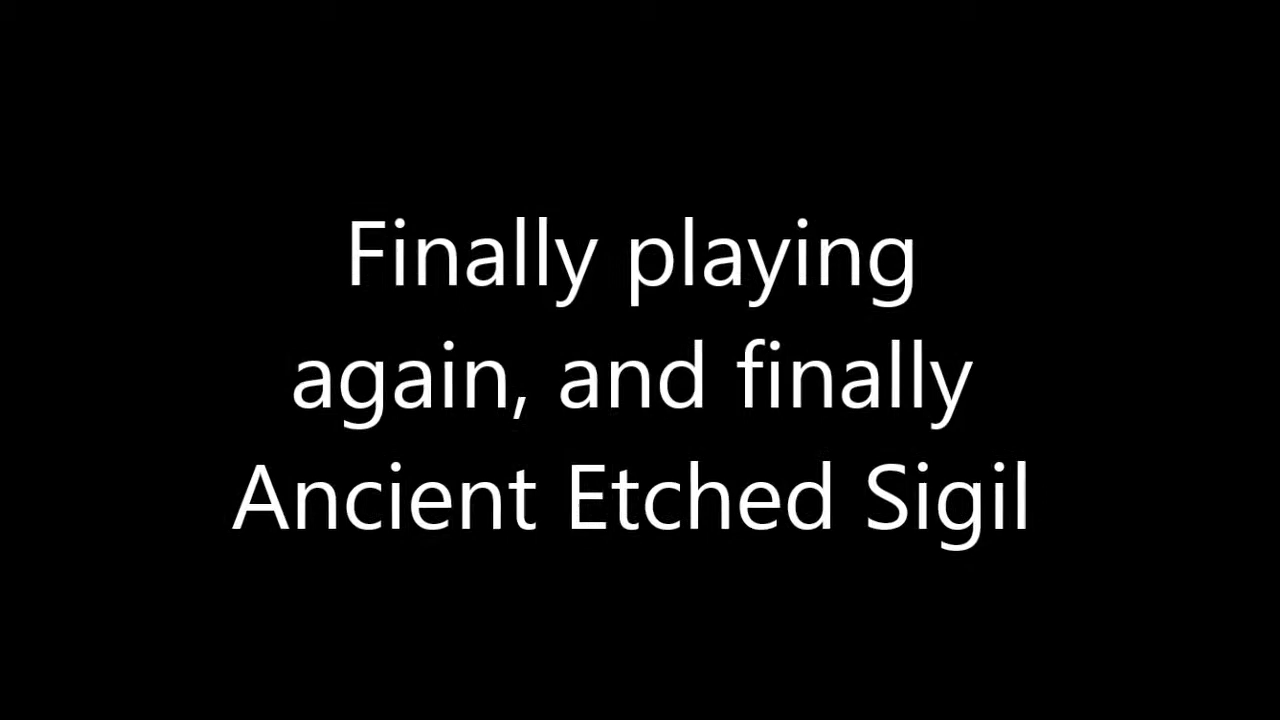 Finally playing
again, and finally
Ancient Etched Sigil